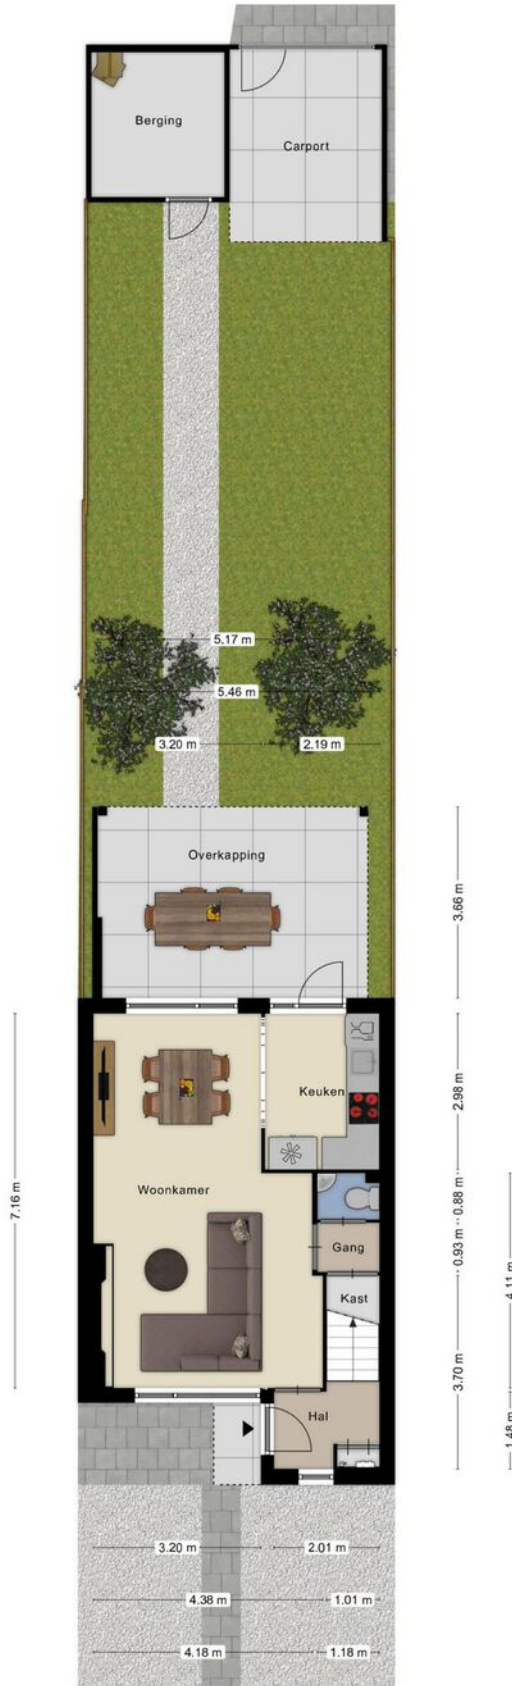 Berging
Carport
5.17 m
5.46 m
3.20 m
2.19 m
Overkapping
3.66 m
Keuken
2.98 m
7.16 m
Woonkamer
0.88 m
Gang
0.93 m
4.11 m
Kast
3.70 m
Hal
1.48 m
3.20 m
2.01 m
4.38 m
1.01 m
4.18 m
1.18 m